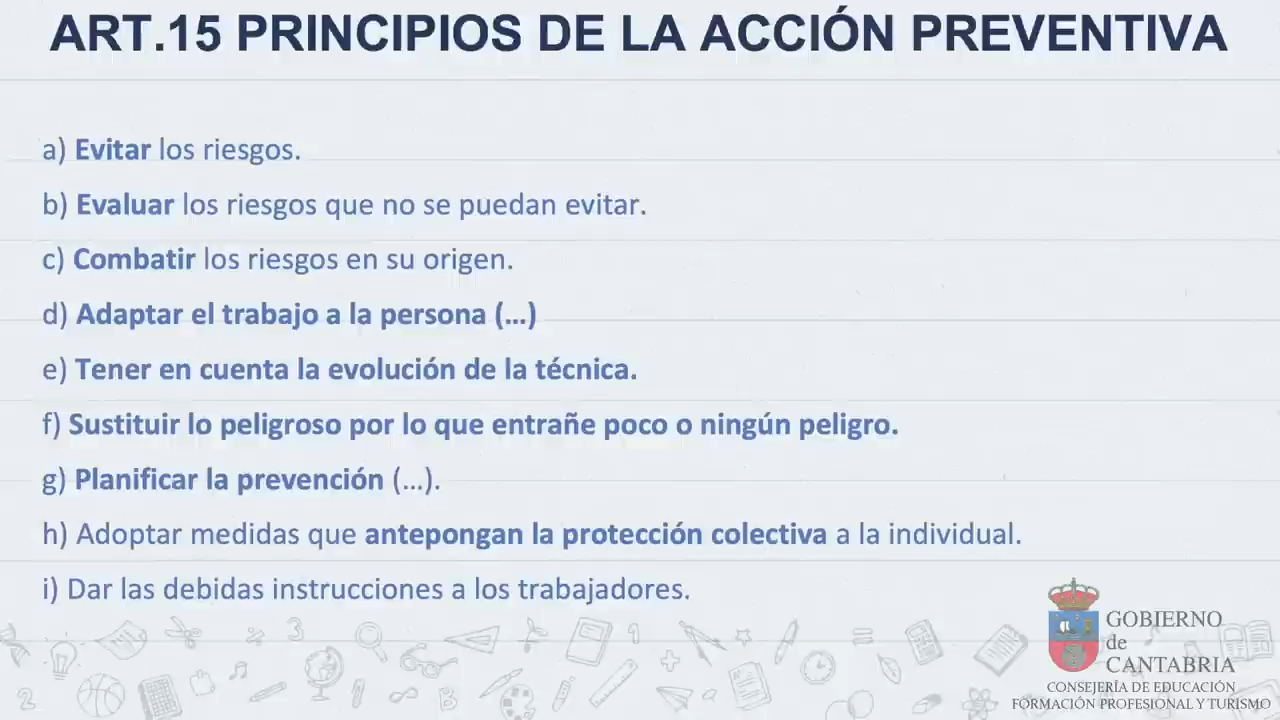 ART.15 PRINCIPIOS DE LA ACCIÓN PREVENTIVA
a) Evitar los riesgos.
b) Evaluar los riesgos que no se puedan evitar.
c) Combatir los riesgos en su origen.
d) Adaptar el trabajo a la persona (...)
e) Tener en cuenta la evolución de la técnica.
f) Sustituir lo peligroso por lo que entrañe poco o ningún peligro.
g) Planificar la prevención (...).
h) Adoptar medidas que antepongan la protección colectiva a la individual.
i) Dar las debidas instrucciones a los trabajadores.
GOBIERNO
de
CANTABRIA
CONSEJERÍA DE EDUCACIÓN
FORMACIÓN PROFESIONAL Y TURISMO